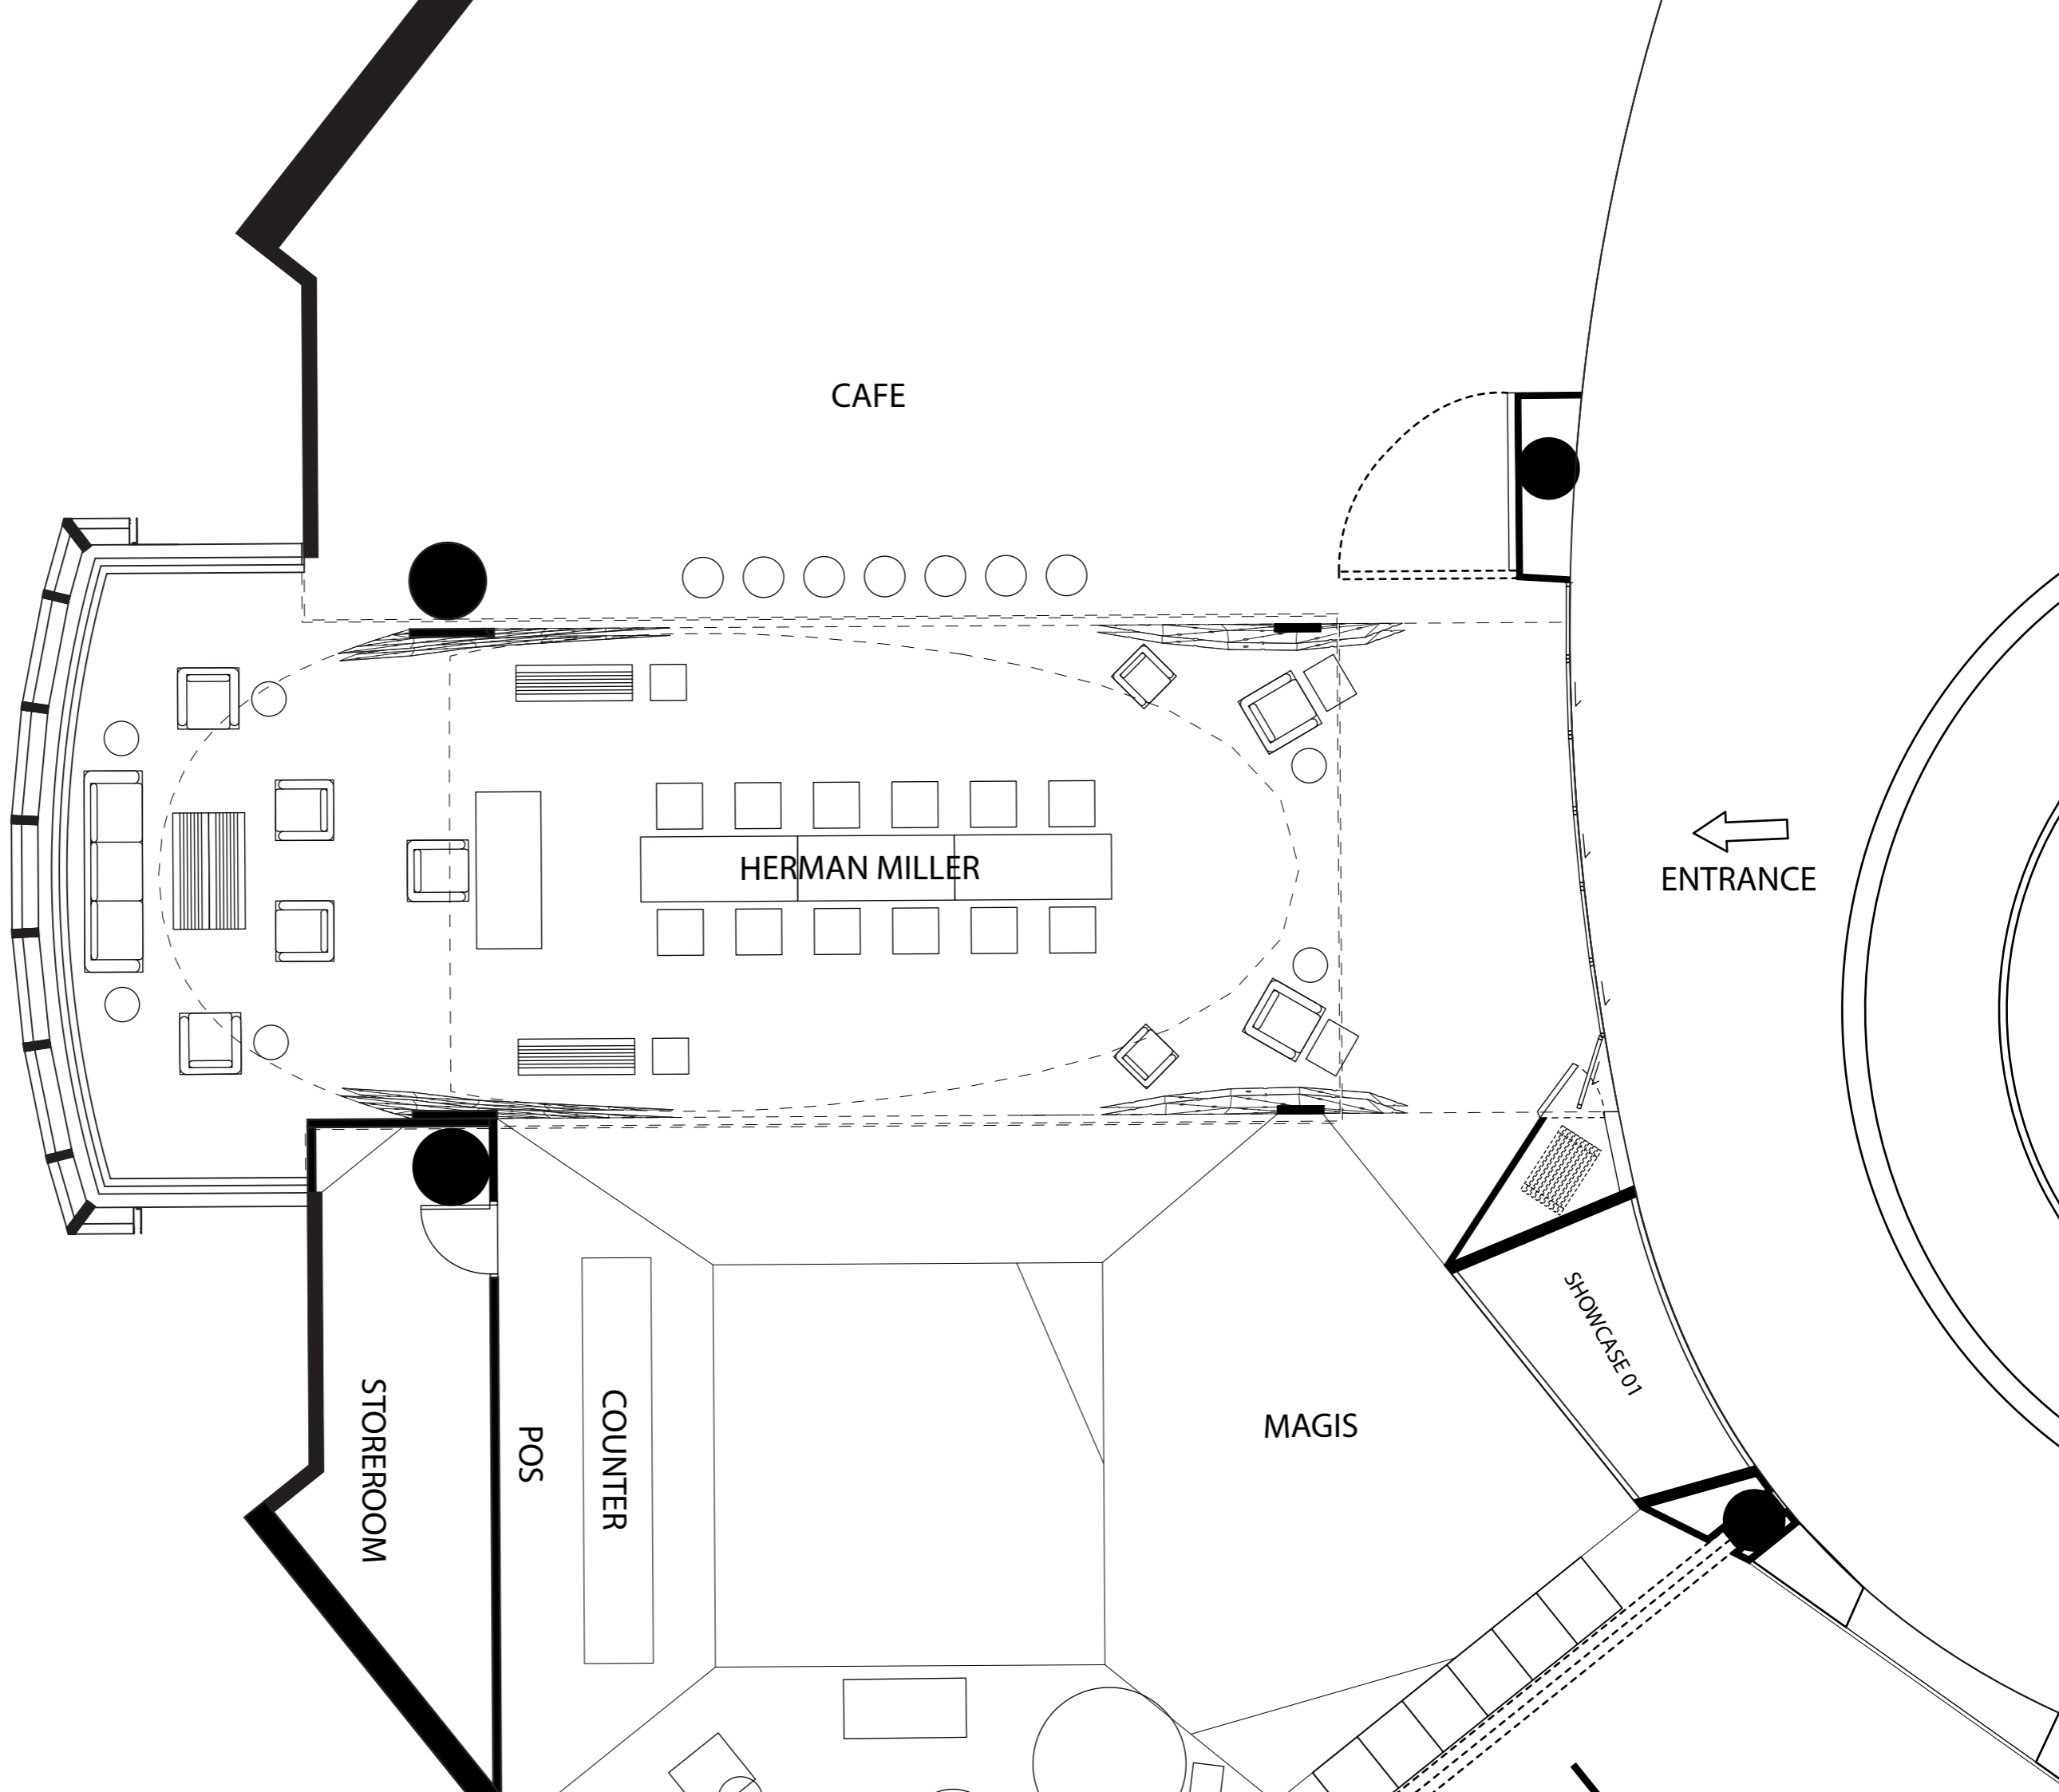 CAFE
HERMAN MILLER
ENTRANCE
SHOWCASE 01
STOREROOM
POS
COUNTER
MAGIS